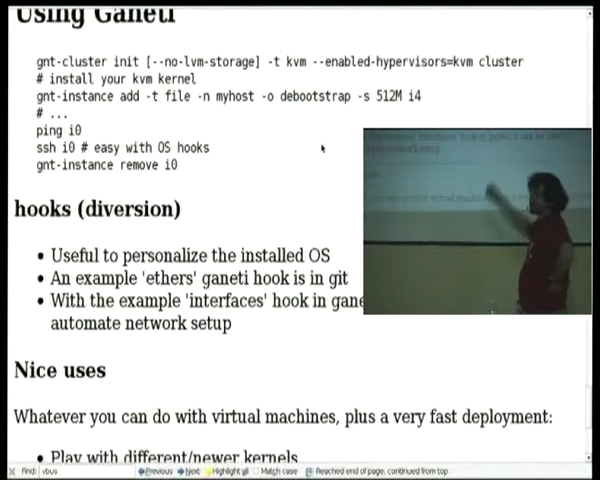 Using Ganeti
gnt-cluster init [--no-lvm-storage] -t kvm --enabled-hypervisors=kvm cluster
# install your kvm kernel
gnt-instance add -t file -n myhost -o debootstrap -s 512M i4
# ...
ping i0
ssh i0 # easy with OS hooks
gnt-instance remove i0
hooks (diversion)
• Useful to personalize the installed OS
• An example 'ethers' ganeti hook is in git
• With the example 'interfaces' hook in gane
automate network setup
Nice uses
Whatever you can do with virtual machines, plus a very fast deployment:
• Play with different/newer kernels
Find: vbus Previous Next Highlight all Match case Reached end of page, continued from top